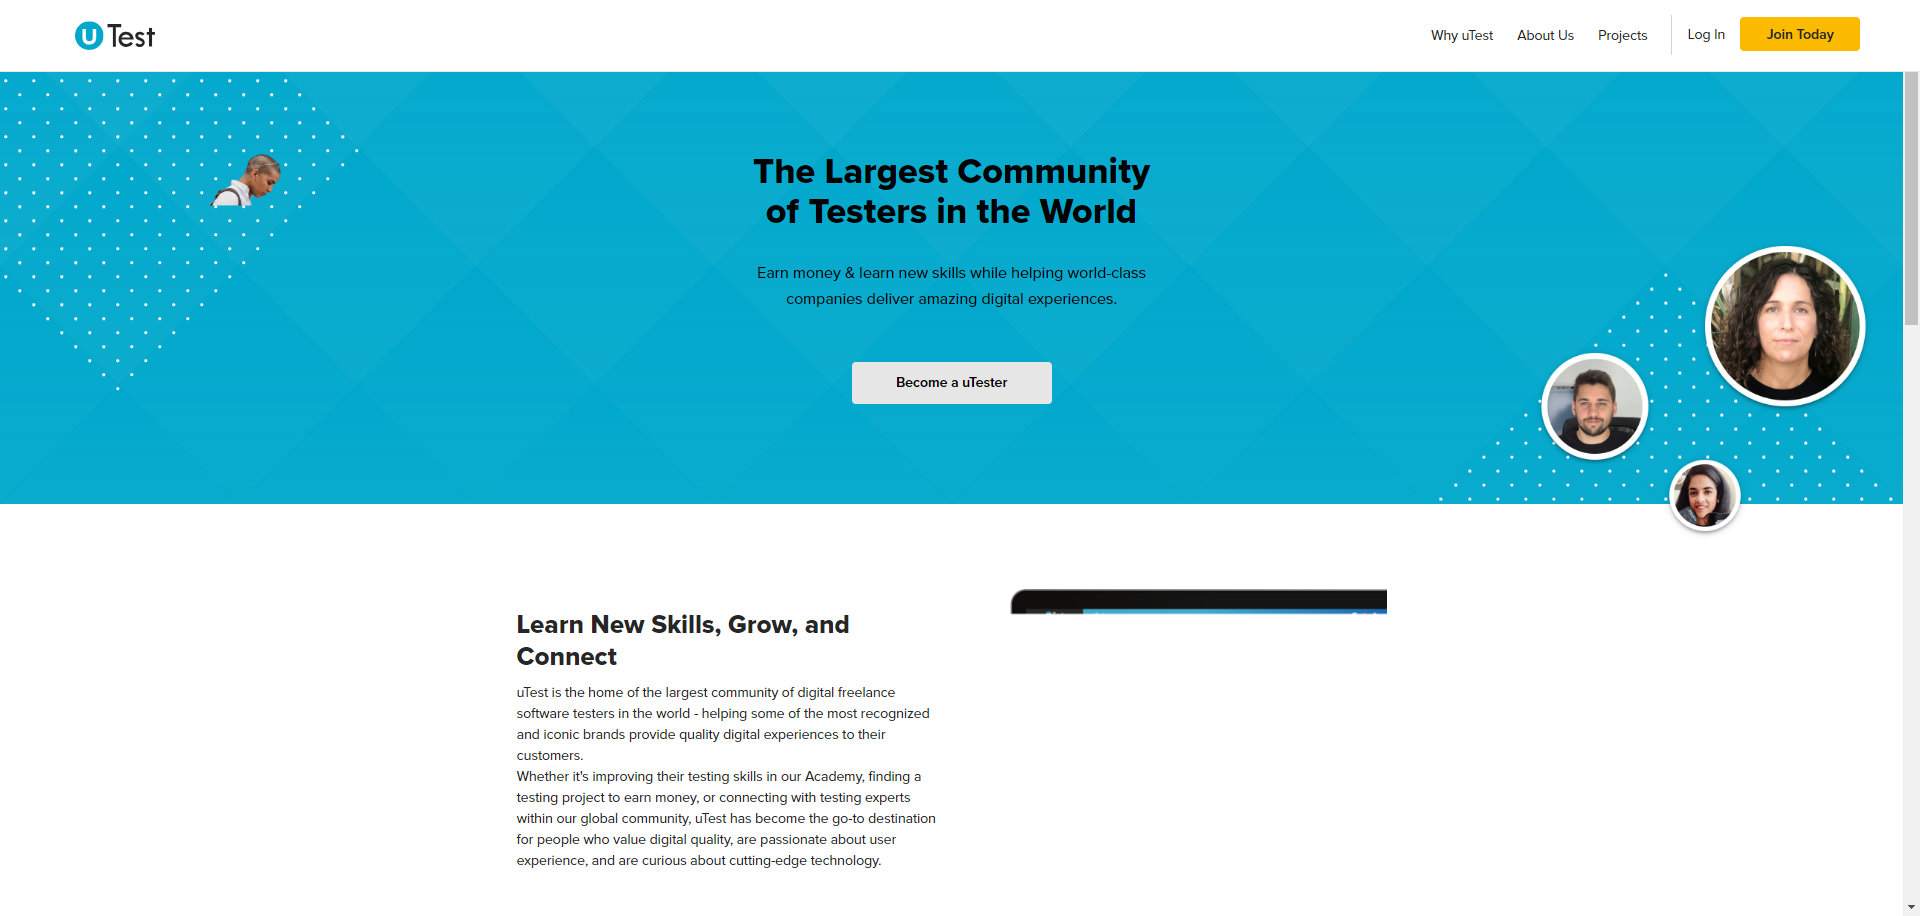 u Test
Why uTest
About Us
Projects
Log In
Join Today
The Largest Community
of Testers in the World
Earn money & learn new skills while helping world-class
companies deliver amazing digital experiences.
Become a uTester
Learn New Skills, Grow, and
Connect
uTest is the home of the largest community of digital freelance
software testers in the world - helping some of the most recognized
and iconic brands provide quality digital experiences to their
customers.
Whether it's improving their testing skills in our Academy, finding a
testing project to earn money, or connecting with testing experts
within our global community, uTest has become the go-to destination
for people who value digital quality, are passionate about user
experience, and are curious about cutting-edge technology.